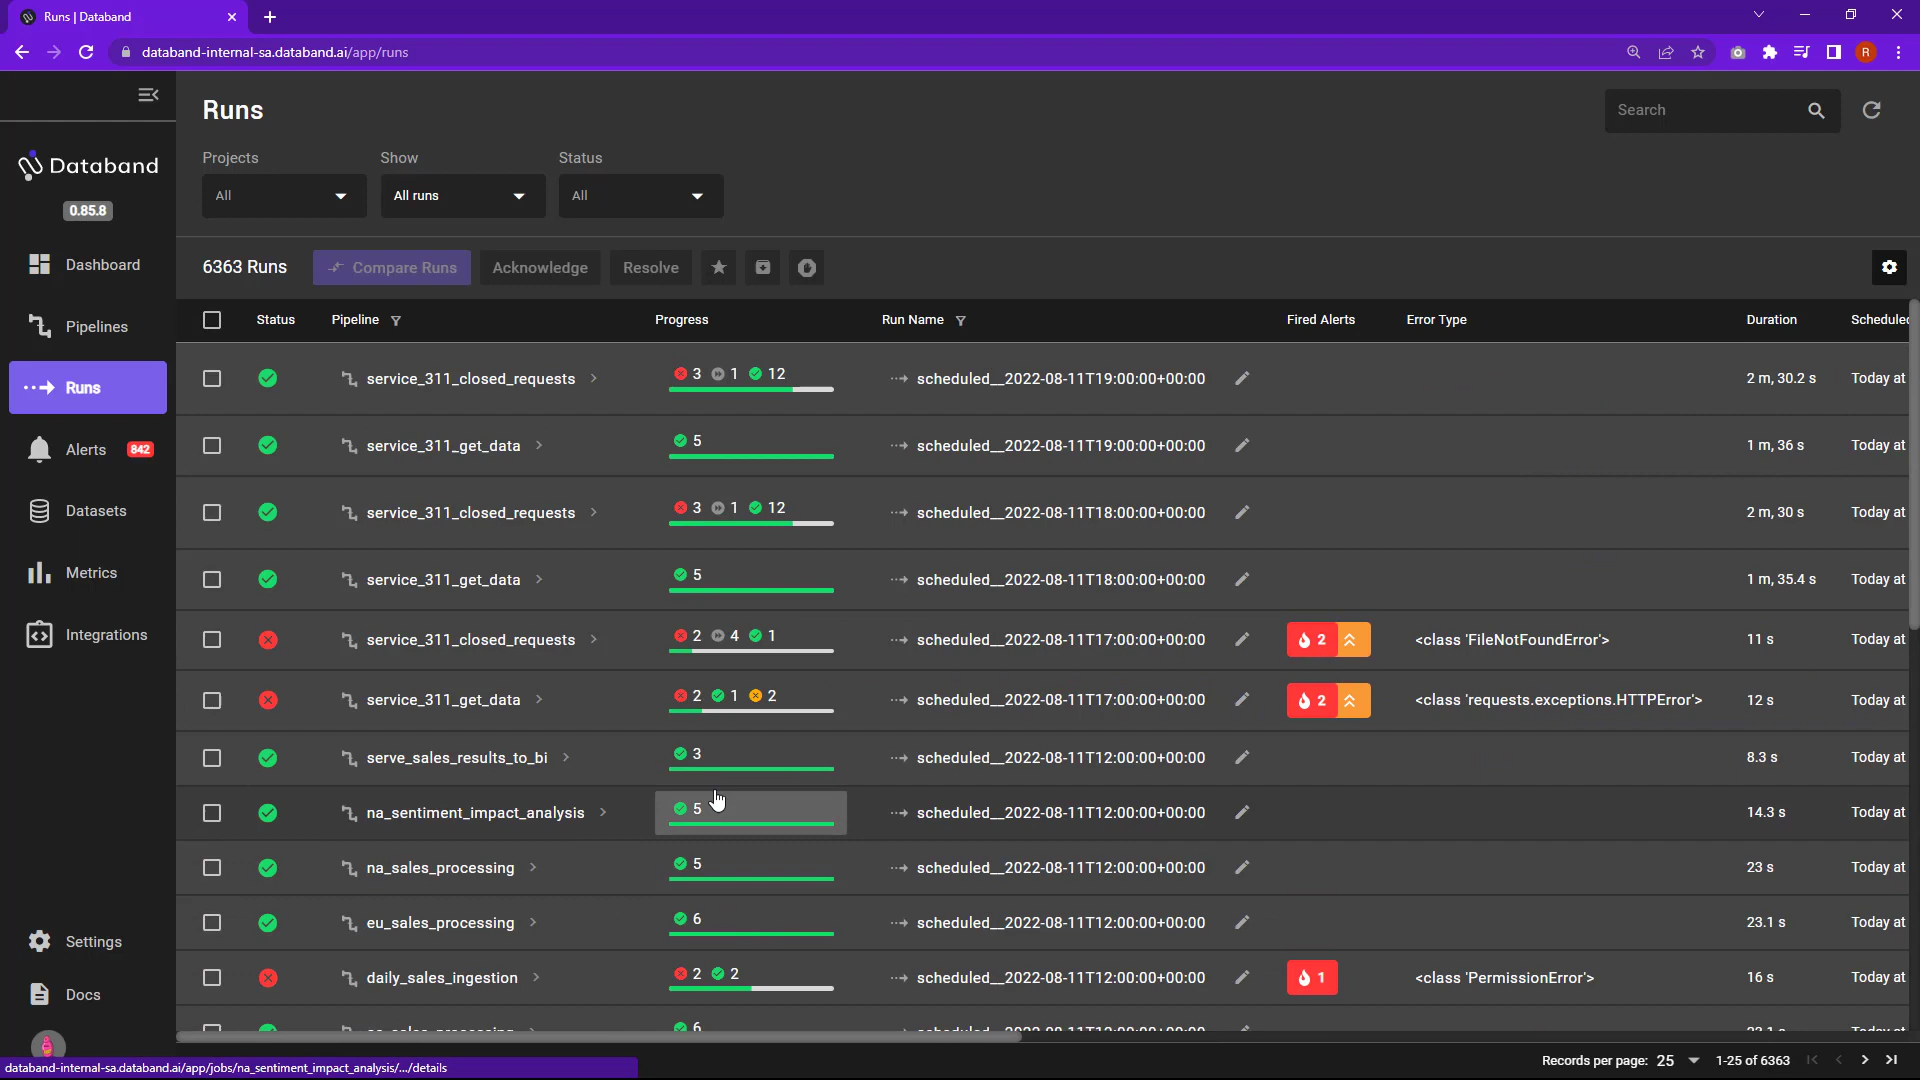 Runs | Databand
databand-internal-sa.databand.ai/app/runs
R
Databand
0.85.8
Dashboard
Pipelines
Runs
Alerts 842
Datasets
Metrics
Integrations
Settings
Docs
Runs
Search
Projects Show Status
All All runs All
6363 Runs Compare Runs Acknowledge Resolve
Status Pipeline Progress Run Name Fired Alerts Error Type Duration Scheduled
service_311_closed_requests 3 1 12 scheduled__2022-08-11T19:00:00+00:00 2 m, 30.2 s Today at
service_311_get_data 5 scheduled__2022-08-11T19:00:00+00:00 1 m, 36 s Today at
service_311_closed_requests 3 1 12 scheduled__2022-08-11T18:00:00+00:00 2 m, 30 s Today at
service_311_get_data 5 scheduled__2022-08-11T18:00:00+00:00 1 m, 35.4 s Today at
service_311_closed_requests 2 4 1 scheduled__2022-08-11T17:00:00+00:00 2 <class 'FileNotFoundError'> 11 s Today at
service_311_get_data 2 1 2 scheduled__2022-08-11T17:00:00+00:00 2 <class 'requests.exceptions.HTTPError'> 12 s Today at
serve_sales_results_to_bi 3 scheduled__2022-08-11T12:00:00+00:00 8.3 s Today at
na_sentiment_impact_analysis 5 scheduled__2022-08-11T12:00:00+00:00 14.3 s Today at
na_sales_processing 5 scheduled__2022-08-11T12:00:00+00:00 23 s Today at
eu_sales_processing 6 scheduled__2022-08-11T12:00:00+00:00 23.1 s Today at
daily_sales_ingestion 2 2 scheduled__2022-08-11T12:00:00+00:00 1 <class 'PermissionError'> 16 s Today at
6
Records per page: 25 1-25 of 6363
databand-internal-sa.databand.ai/app/jobs/na_sentiment_impact_analysis/.../details